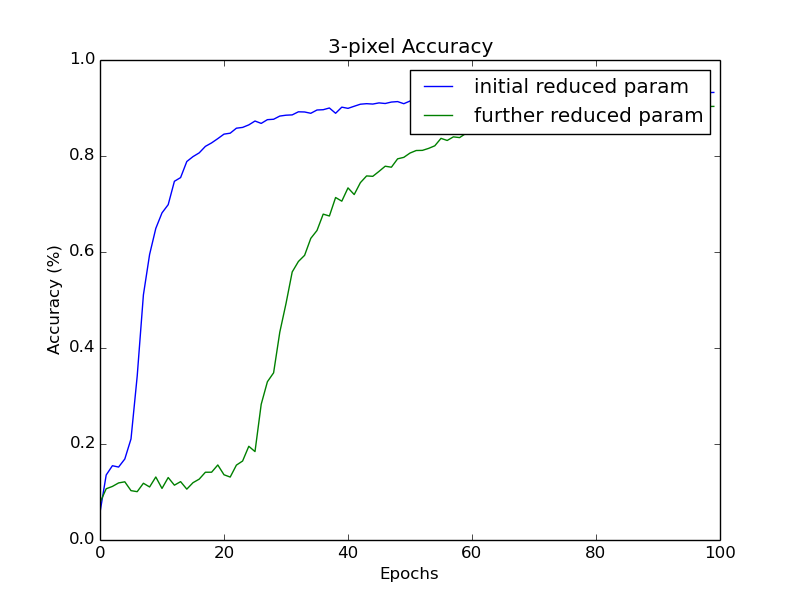 3-pixel Accuracy
1.0
initial reduced param
further reduced param
0.8
0.6
Accuracy (%)
0.4
0.2
0.0
0 20 40 60 80 100
Epochs